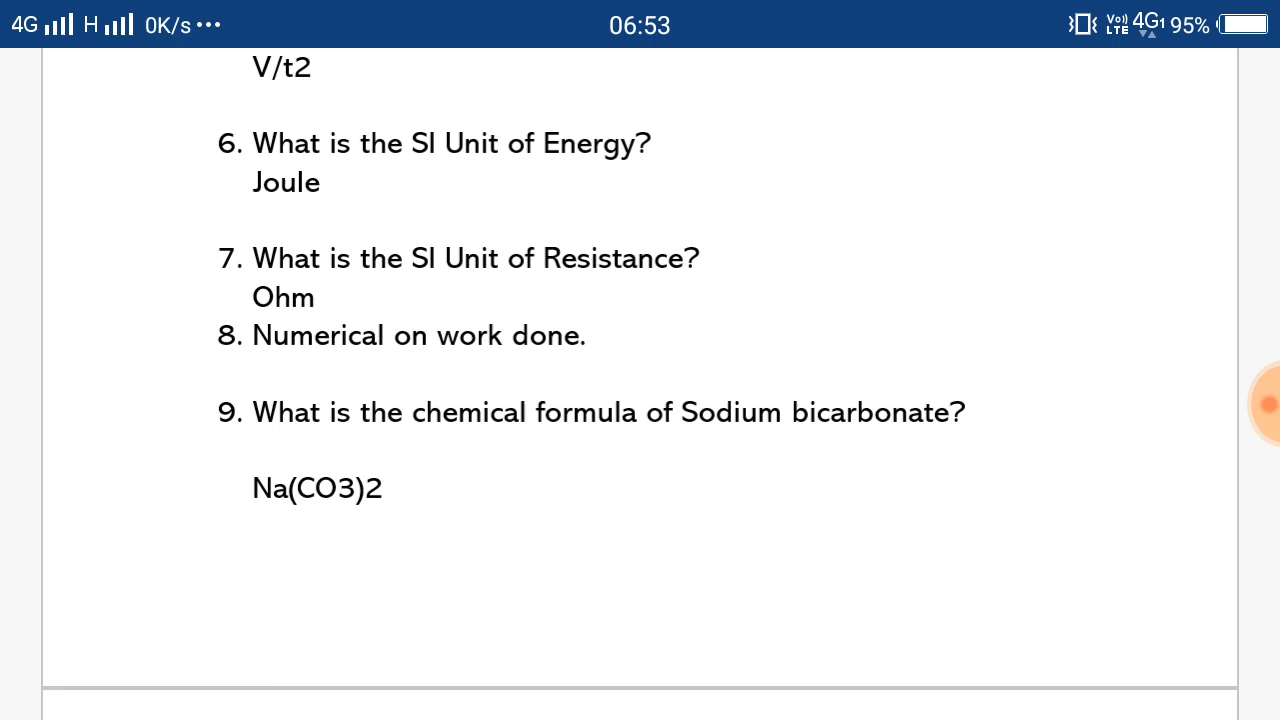 4G H 0K/s ... 06:53 Vo)) LTE 4G1 95%
V/t2
6. What is the SI Unit of Energy?
Joule
7. What is the SI Unit of Resistance?
Ohm
8. Numerical on work done.
9. What is the chemical formula of Sodium bicarbonate?
Na(CO3)2